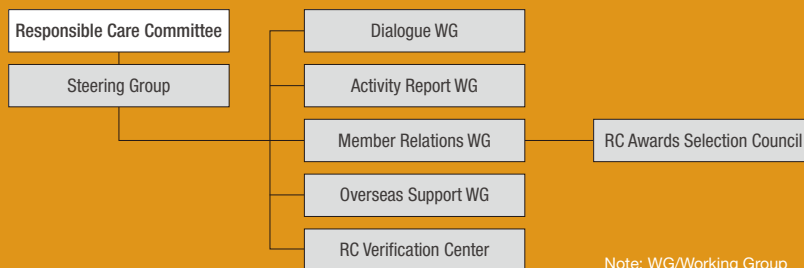 Responsible Care Committee
Steering Group
Dialogue WG
Activity Report WG
Member Relations WG
RC Awards Selection Council
Overseas Support WG
RC Verification Center
Note: WG/Working Group